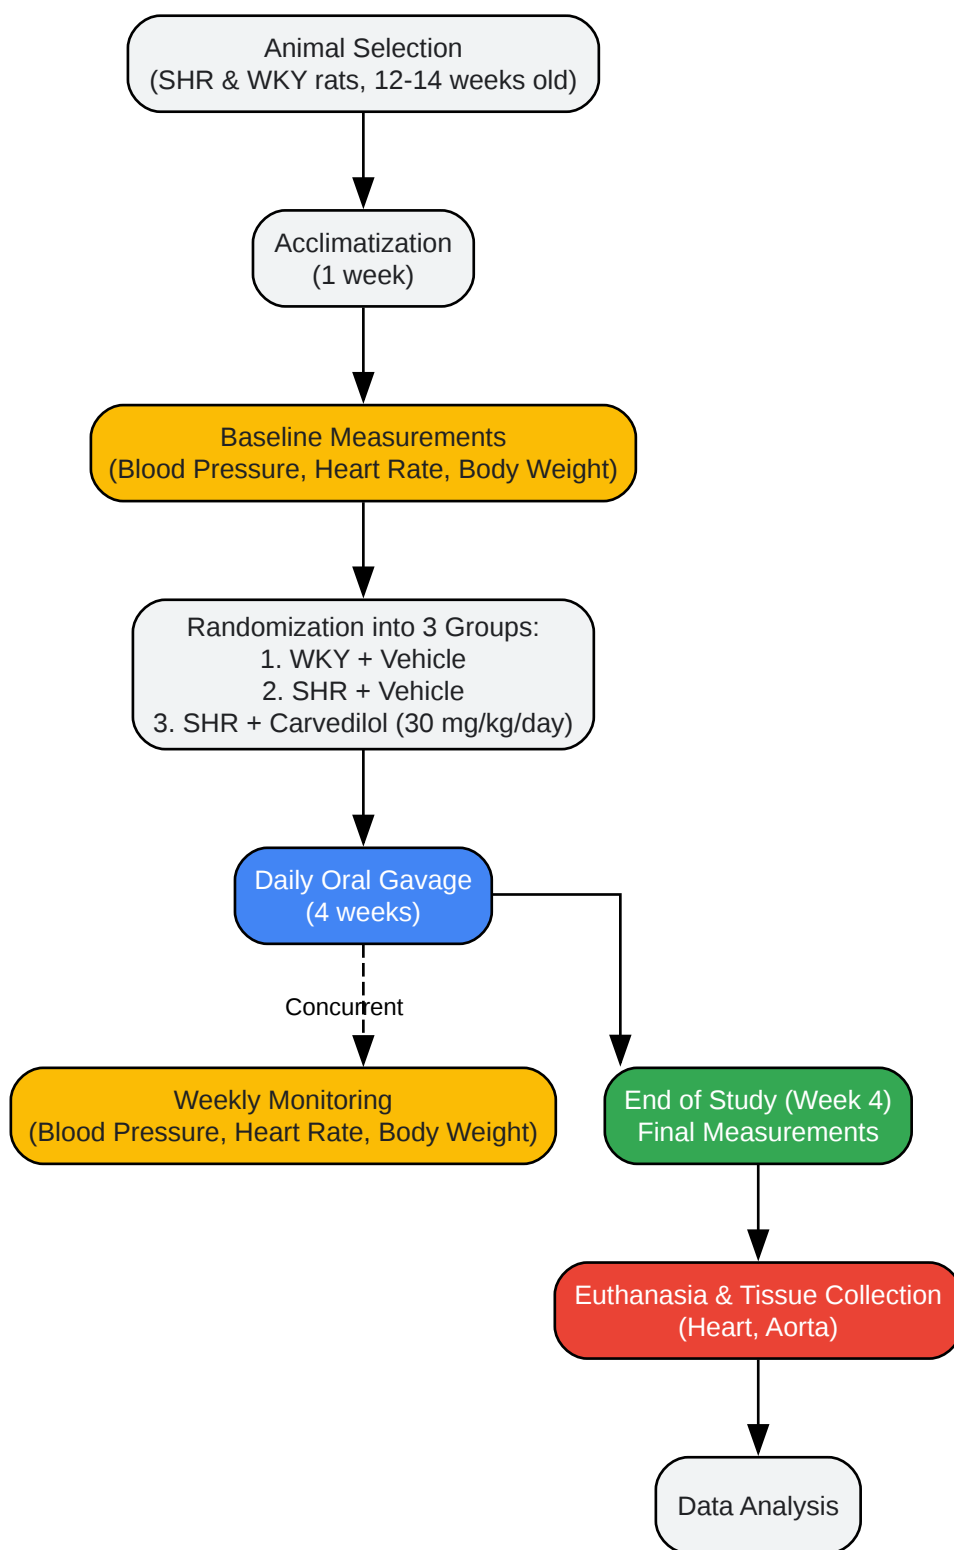 Animal Selection
(SHR & WKY rats, 12-14 weeks old)
Acclimatization
(1 week)
Baseline Measurements
(Blood Pressure, Heart Rate, Body Weight)
Randomization into 3 Groups:
1. WKY + Vehicle
2. SHR + Vehicle
3. SHR + Carvedilol (30 mg/kg/day)
Daily Oral Gavage
(4 weeks)
Concurrent
Weekly Monitoring
(Blood Pressure, Heart Rate, Body Weight)
End of Study (Week 4)
Final Measurements
Euthanasia & Tissue Collection
(Heart, Aorta)
Data Analysis